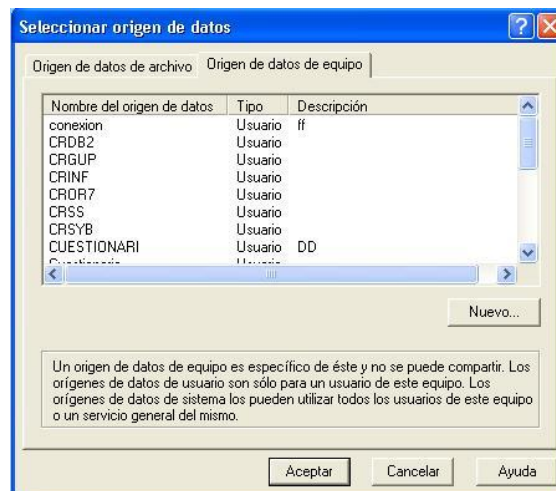 Seleccionar origen de datos
Origen de datos de archivo Origen de datos de equipo
Nombre del origen de datos Tipo Descripción
conexion Usuario ff
CRDB2 Usuario
CRGUP Usuario
CRINF Usuario
CROR7 Usuario
CRSS Usuario
CRSYB Usuario
CUESTIONARI Usuario DD
Nuevo...
Un origen de datos de equipo es específico de éste y no se puede compartir. Los
orígenes de datos de usuario son sólo para un usuario de este equipo. Los
orígenes de datos de sistema los pueden utilizar todos los usuarios de este equipo
o un servicio general del mismo.
Aceptar Cancelar Ayuda